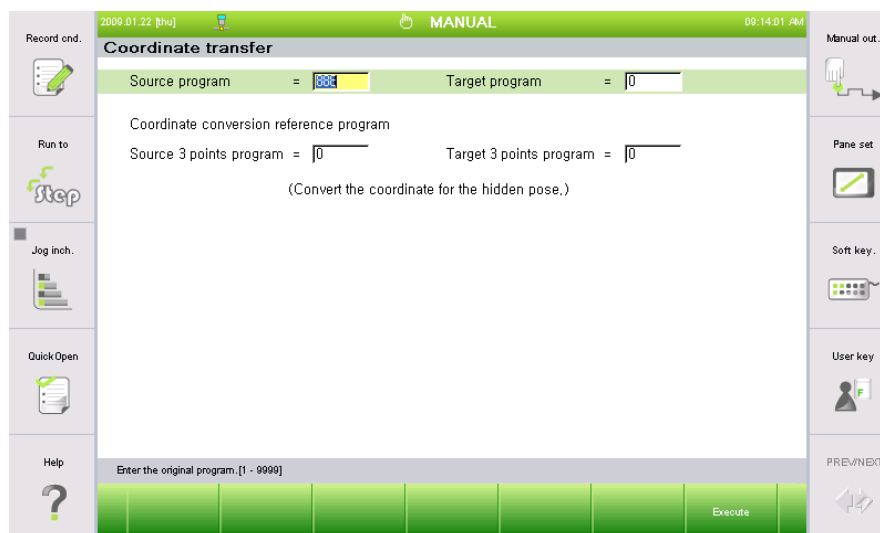 2009.01.22 [thu] MANUAL 09:14:01 AM
Coordinate transfer
Source program = 888 Target program = 0
Coordinate conversion reference program
Source 3 points program = 0 Target 3 points program = 0
(Convert the coordinate for the hidden pose.)
Enter the original program.[1 - 9999]
Execute
Record cnd.
Run to
Step
Jog inch.
QuickOpen
Help
?
Manual out.
Pane set
Soft key.
User key
F
PREV/NEXT